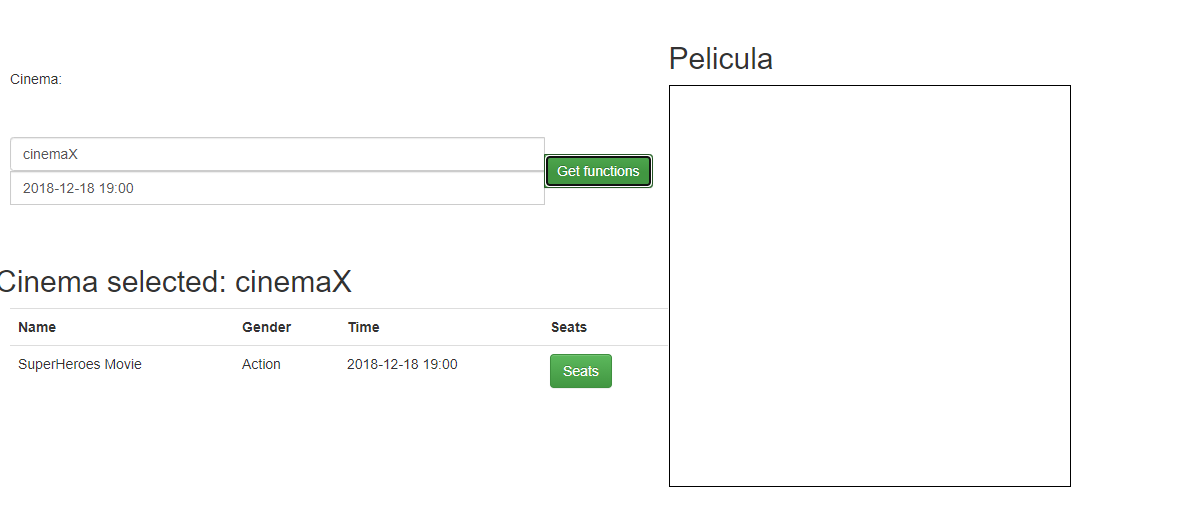 Cinema:
cinemaX
2018-12-18 19:00
Get functions
Cinema selected: cinemaX
Name Gender Time Seats
SuperHeroes Movie Action 2018-12-18 19:00 Seats
Pelicula